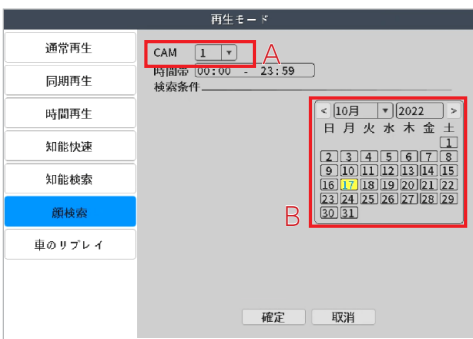 再生モード
通常再生
同期再生
時間再生
知能快速
知能検索
顔検索
車のリプレイ
CAM 1 A
時間帯 00:00 - 23:59
検索条件
< 10月 2022 >
日 月 火 水 木 金 土
1
2 3 4 5 6 7 8
9 10 11 12 13 14 15
16 17 18 19 20 21 22
23 24 25 26 27 28 29
30 31
B
確定 取消